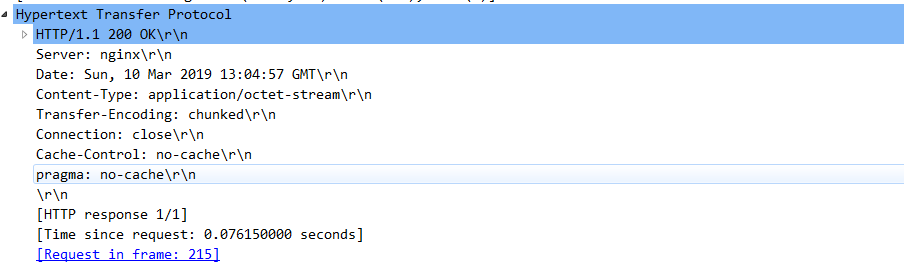 Hypertext Transfer Protocol
HTTP/1.1 200 OK\r\n
Server: nginx\r\n
Date: Sun, 10 Mar 2019 13:04:57 GMT\r\n
Content-Type: application/octet-stream\r\n
Transfer-Encoding: chunked\r\n
Connection: close\r\n
Cache-Control: no-cache\r\n
pragma: no-cache\r\n
\r\n
[HTTP response 1/1]
[Time since request: 0.076150000 seconds]
[Request in frame: 215]